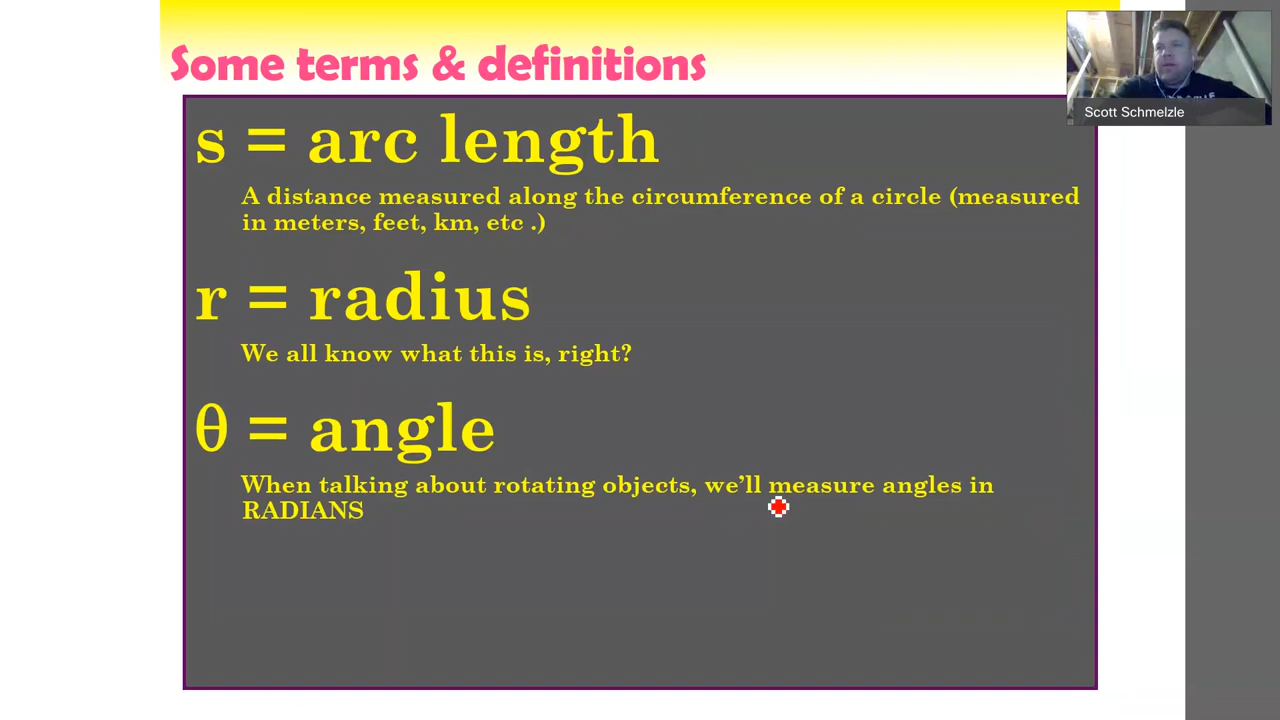 Some terms & definitions
Scott Schmelzle
s = arc length
A distance measured along the circumference of a circle (measured
in meters, feet, km, etc .)
r = radius
We all know what this is, right?
θ = angle
When talking about rotating objects, we’ll measure angles in
RADIANS